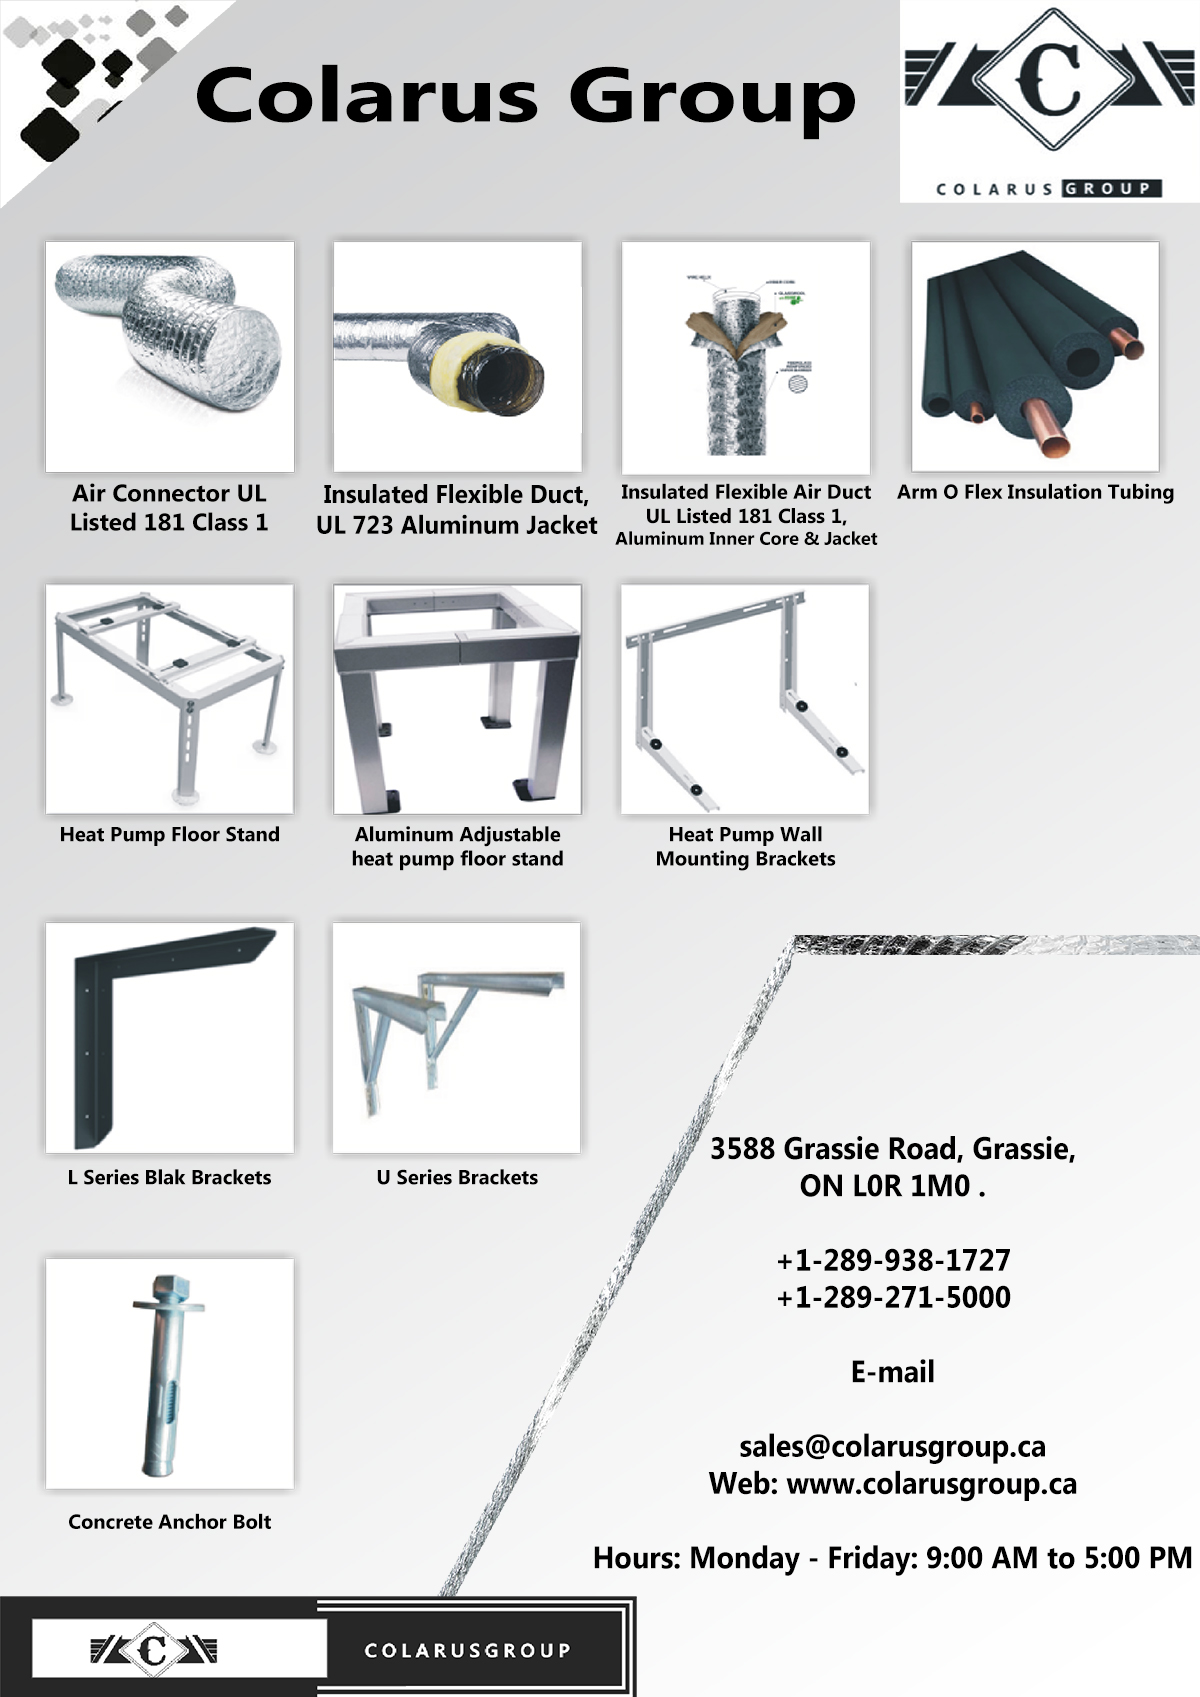 Colarus Group
C
COLARUS GROUP
WIRE HELIX
INNER CORE
Air Connector UL
Listed 181 Class 1
Insulated Flexible Duct,
UL 723 Aluminum Jacket
Insulated Flexible Air Duct
UL Listed 181 Class 1,
Aluminum Inner Core & Jacket
Arm O Flex Insulation Tubing
Heat Pump Floor Stand
Aluminum Adjustable
heat pump floor stand
Heat Pump Wall
Mounting Brackets
L Series Blak Brackets
U Series Brackets
Concrete Anchor Bolt
3588 Grassie Road, Grassie,
ON L0R 1M0 .
+1-289-938-1727
+1-289-271-5000
E-mail
sales@colarusgroup.ca
Web: www.colarusgroup.ca
Hours: Monday - Friday: 9:00 AM to 5:00 PM
C
COLARUSGROUP